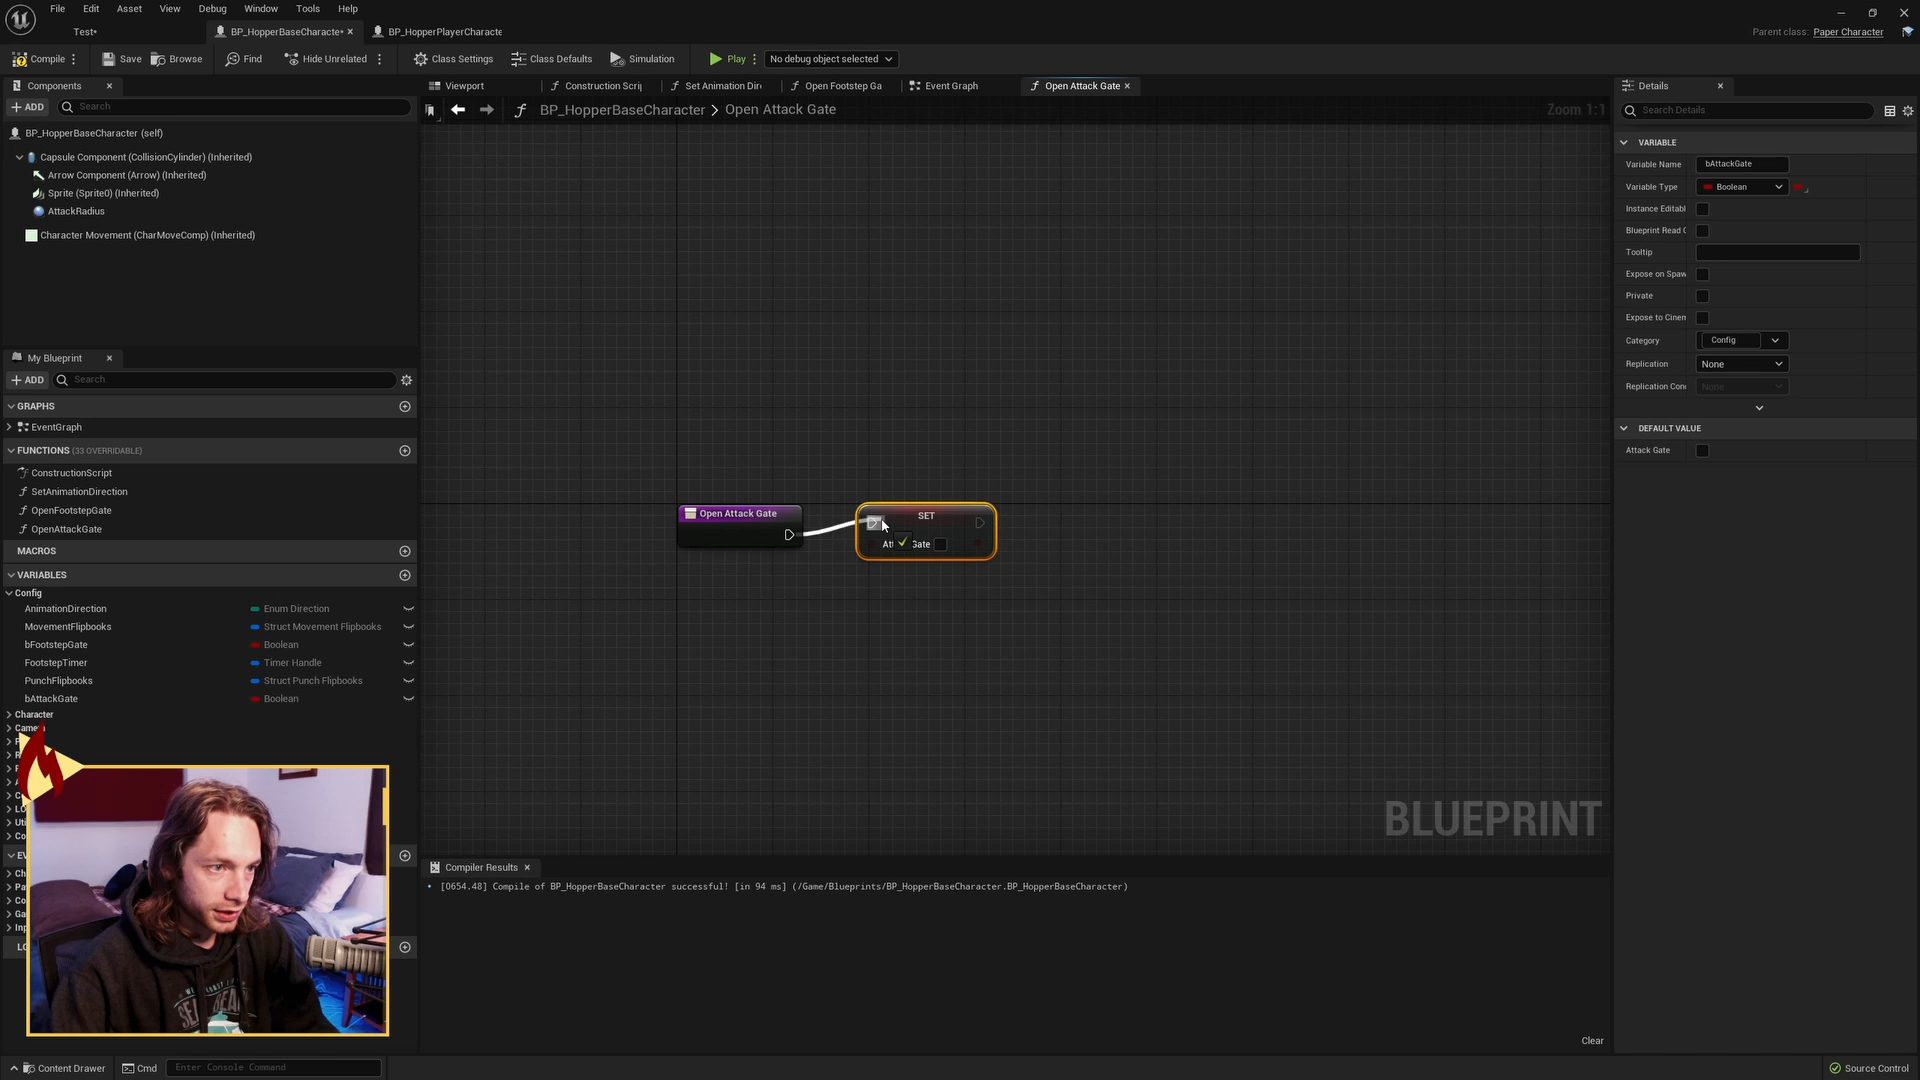 File Edit Asset View Debug Window Tools Help
Test*
BP_HopperBaseCharacte*
BP_HopperPlayerCharacte
Parent class: Paper Character
Compile
Save
Browse
Find
Hide Unrelated
Class Settings
Class Defaults
Simulation
Play
No debug object selected
Components
ADD
Search
BP_HopperBaseCharacter (self)
Capsule Component (CollisionCylinder) (Inherited)
Arrow Component (Arrow) (Inherited)
Sprite (Sprite0) (Inherited)
AttackRadius
Character Movement (CharMoveComp) (Inherited)
My Blueprint
ADD
Search
GRAPHS
EventGraph
FUNCTIONS (33 OVERRIDABLE)
ConstructionScript
SetAnimationDirection
OpenFootstepGate
OpenAttackGate
MACROS
VARIABLES
Config
AnimationDirection Enum Direction
MovementFlipbooks Struct Movement Flipbooks
bFootstepGate Boolean
FootstepTimer Timer Handle
PunchFlipbooks Struct Punch Flipbooks
bAttackGate Boolean
Character
Viewport
Construction Scrij
Set Animation Dire
Open Footstep Ga
Event Graph
Open Attack Gate
BP_HopperBaseCharacter > Open Attack Gate
Zoom 1:1
Open Attack Gate
SET
Att Gate
BLUEPRINT
Compiler Results
[0654.48] Compile of BP_HopperBaseCharacter successful! [in 94 ms] (/Game/Blueprints/BP_HopperBaseCharacter.BP_HopperBaseCharacter)
Clear
Details
Search Details
VARIABLE
Variable Name bAttackGate
Variable Type Boolean
Instance Editabl
Blueprint Read
Tooltip
Expose on Spaw
Private
Expose to Cinem
Category Config
Replication None
Replication Con None
DEFAULT VALUE
Attack Gate
Content Drawer
Cmd
Enter Console Command
Source Control